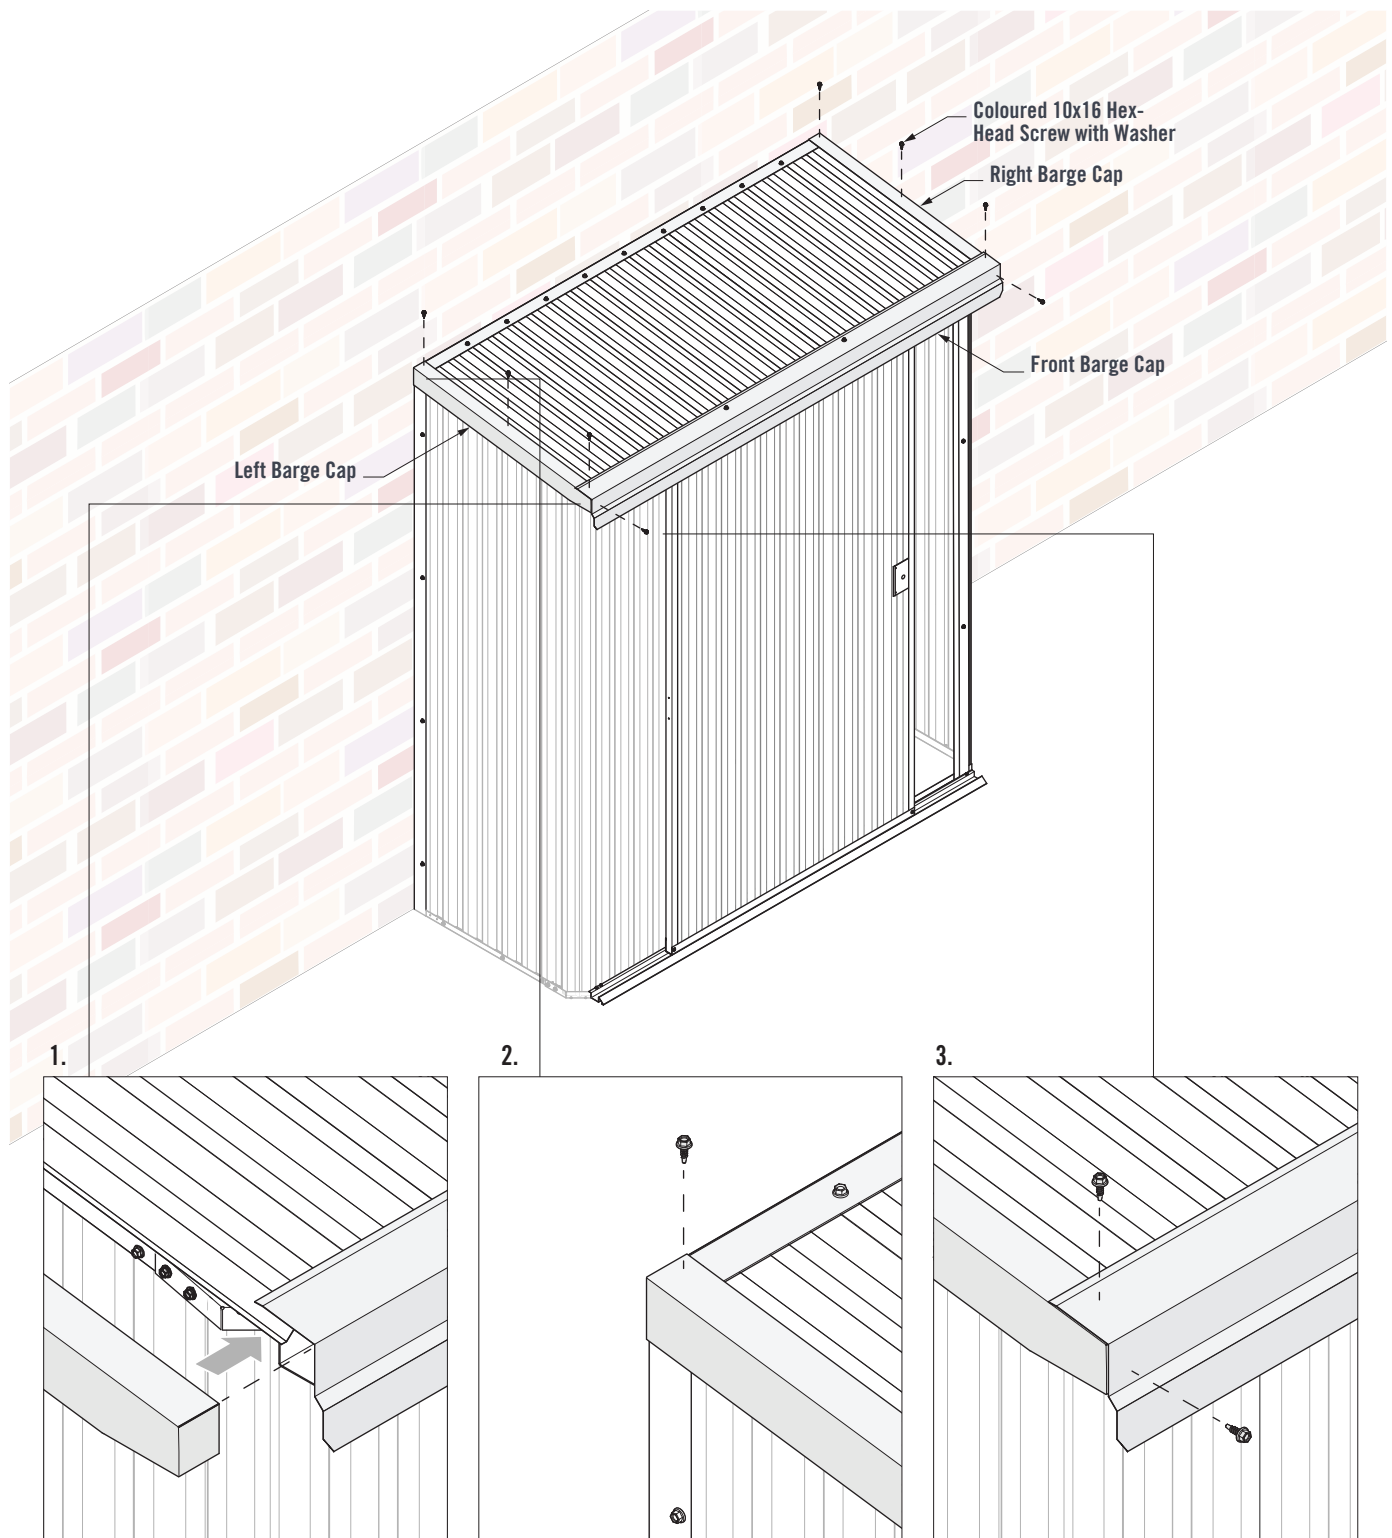 Coloured 10x16 Hex-
Head Screw with Washer
Right Barge Cap
Front Barge Cap
Left Barge Cap
1.
2.
3.